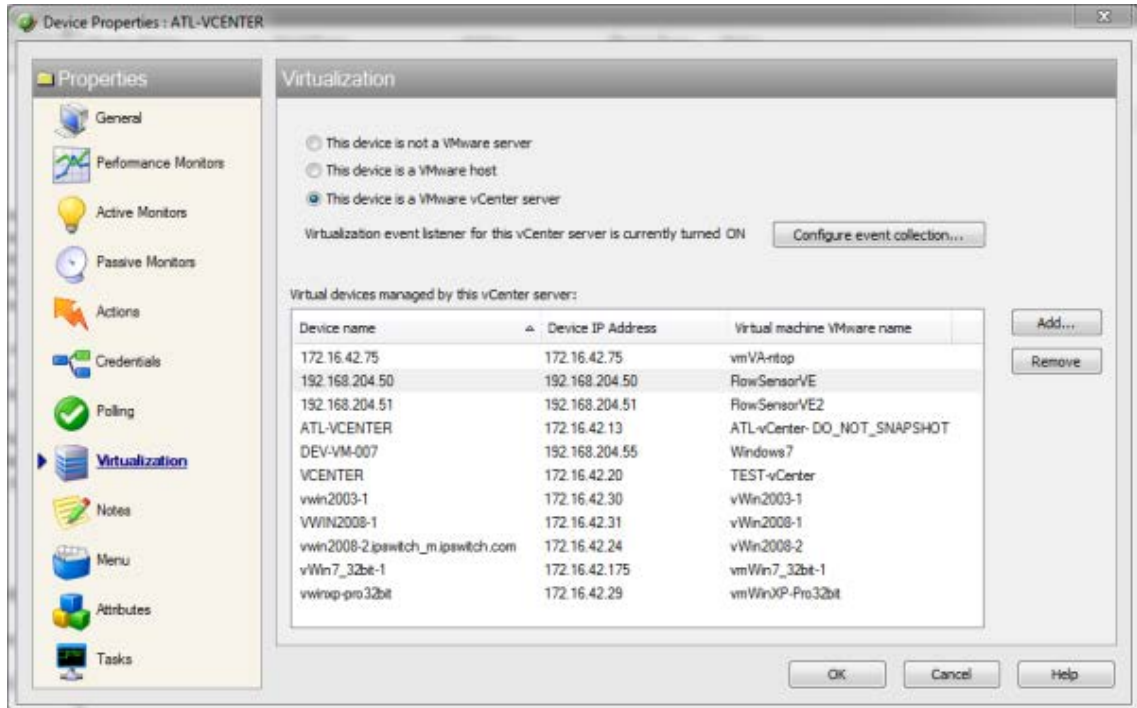 Device Properties : ATL-VCENTER
Properties
General
Performance Monitors
Active Monitors
Passive Monitors
Actions
Credentials
Polling
Virtualization
Notes
Menu
Attributes
Tasks
Virtualization
This device is not a VMware server
This device is a VMware host
This device is a VMware vCenter server
Virtualization event listener for this vCenter server is currently turned ON Configure event collection...
Virtual devices managed by this vCenter server:
Device name Device IP Address Virtual machine VMware name
172.16.42.75 172.16.42.75 vmVA-ntop
192.168.204.50 192.168.204.50 FlowSensorVE
192.168.204.51 192.168.204.51 FlowSensorVE2
ATL-VCENTER 172.16.42.13 ATL-vCenter- DO_NOT_SNAPSHOT
DEV-VM-007 192.168.204.55 Windows7
VCENTER 172.16.42.20 TEST-vCenter
vwin2003-1 172.16.42.30 vWin2003-1
VWIN2008-1 172.16.42.31 vWin2008-1
vwin2008-2.ipswitch_m.ipswitch.com 172.16.42.24 vWin2008-2
vWin7_32bit-1 172.16.42.175 vmWin7_32bit-1
vwinxp-pro32bit 172.16.42.29 vmWinXP-Pro32bit
Add...
Remove
OK Cancel Help